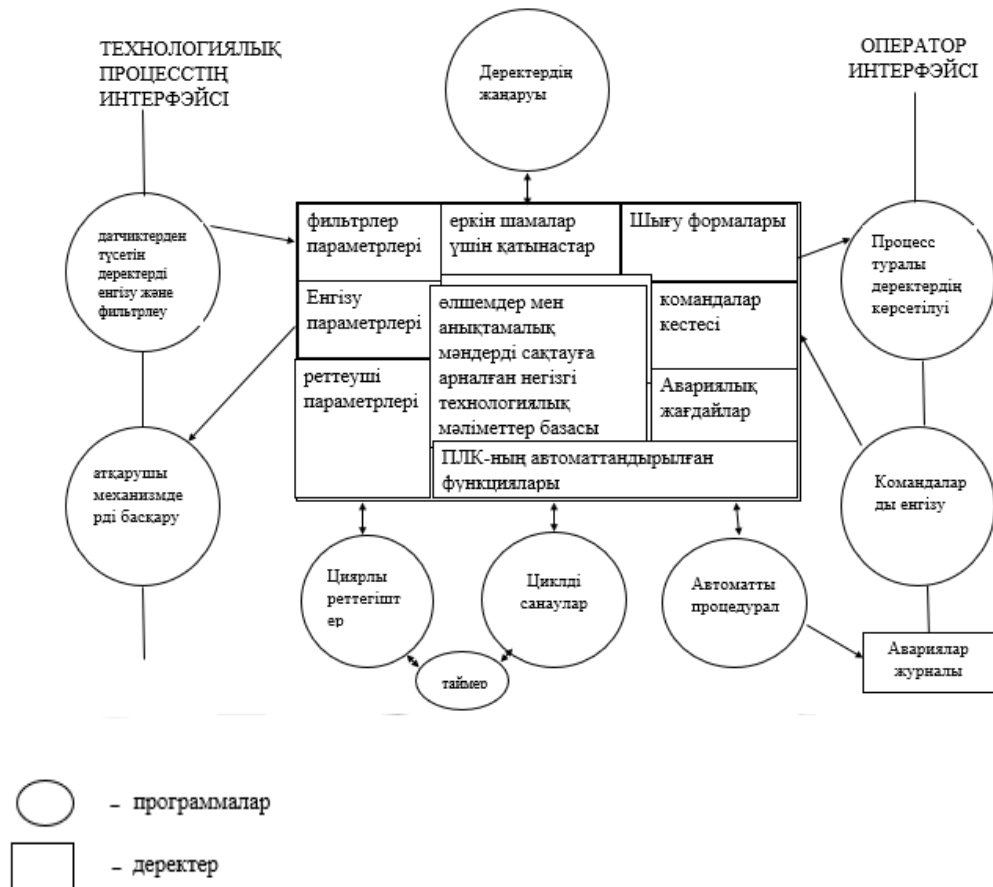 ТЕХНОЛОГИЯЛЫҚ
ПРОЦЕССТІҢ
ИНТЕРФЭЙСІ
ОПЕРАТОР
ИНТЕРФЭЙСІ
Деректердің
жаңаруы
датчиктерден
түсетін
деректерді
енгізу және
фильтрлеу
фильтрлер
параметрлері
еркін шамалар
үшін қатынастар
Шығу формалары
Процесс
туралы
деректердің
көрсетілуі
Енгізу
параметрлері
өлшемдер мен
анықтамалық
мәндерді сақтауға
арналған негізгі
технологиялық
мәліметтер базасы
командалар
кестесі
реттеуші
параметрлері
Авариялық
жағдайлар
ПЛК-ның автоматтандырылған
функциялары
атқарушы
механизмде
рді басқару
Командалар
ды енгізу
Циярлы
реттегішт
ер
Циклді
санаулар
Автоматты
процедурал
таймер
Авариялар
журналы
– программалар
– деректер